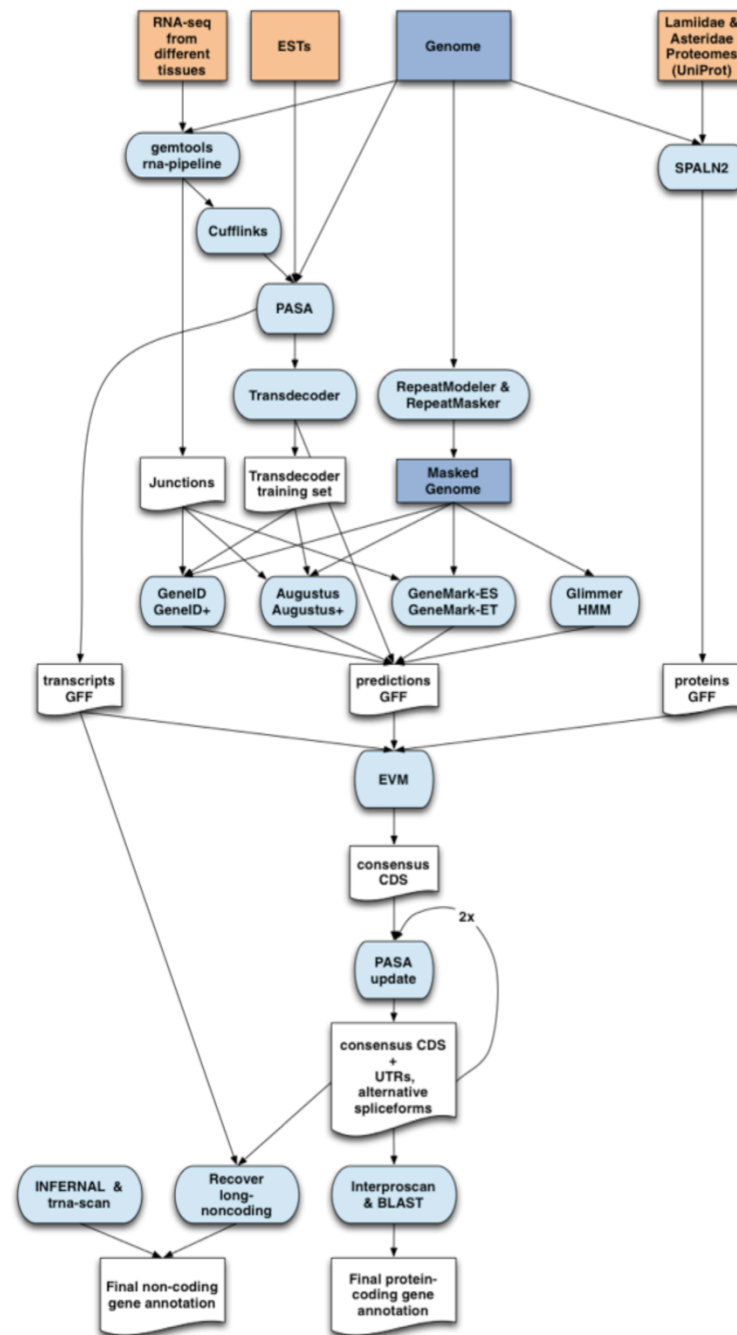 RNA-seq
from
different
tissues
ESTs
Genome
Lamiidae &
Asteridae
Proteomes
(UniProt)
gemtools
rna-pipeline
SPALN2
Cufflinks
PASA
Transdecoder
RepeatModeler &
RepeatMasker
Junctions
Transdecoder
training set
Masked
Genome
GeneID
GeneID+
Augustus
Augustus+
GeneMark-ES
GeneMark-ET
Glimmer
HMM
transcripts
GFF
predictions
GFF
proteins
GFF
EVM
consensus
CDS
2x
PASA
update
consensus CDS
+
UTRs,
alternative
spliceforms
INFERNAL &
trna-scan
Recover
long-
noncoding
Interproscan
& BLAST
Final non-coding
gene annotation
Final protein-
coding gene
annotation